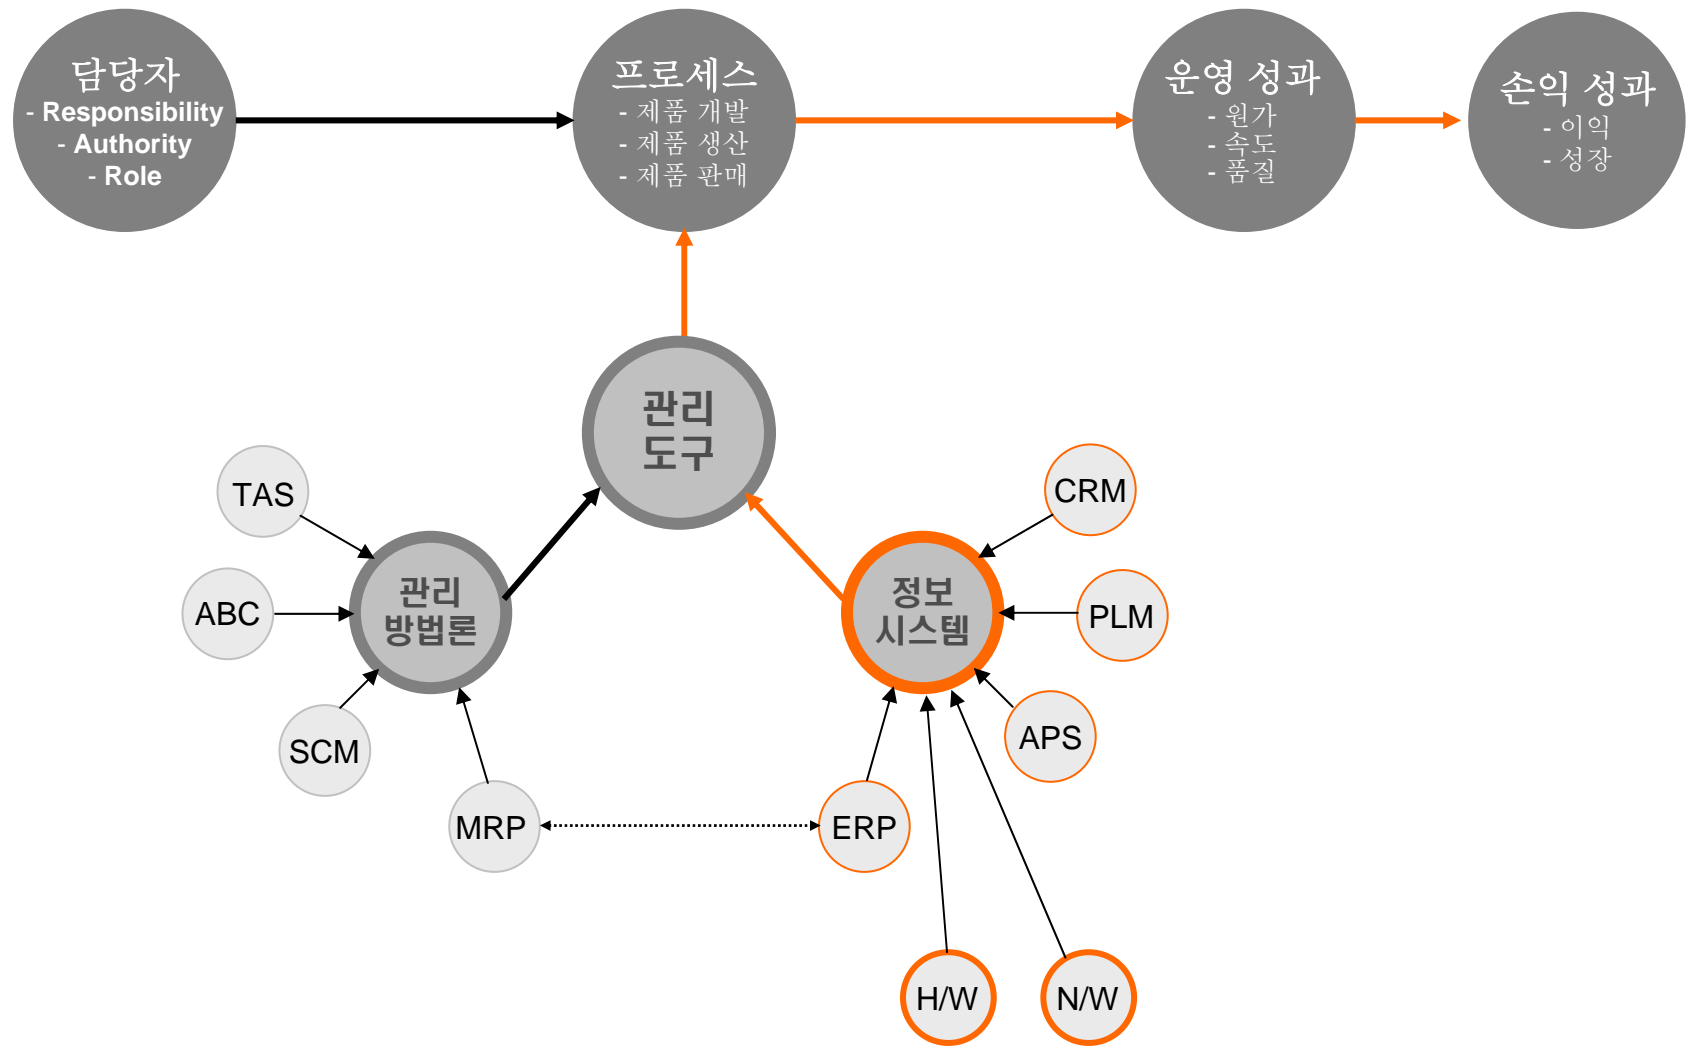 담당자
- Responsibility
- Authority
- Role
프로세스
- 제품 개발
- 제품 생산
- 제품 판매
운영 성과
- 원가
- 속도
- 품질
손익 성과
- 이익
- 성장
관리
도구
TAS
ABC
SCM
MRP
관리
방법론
정보
시스템
CRM
PLM
APS
ERP
H/W
N/W